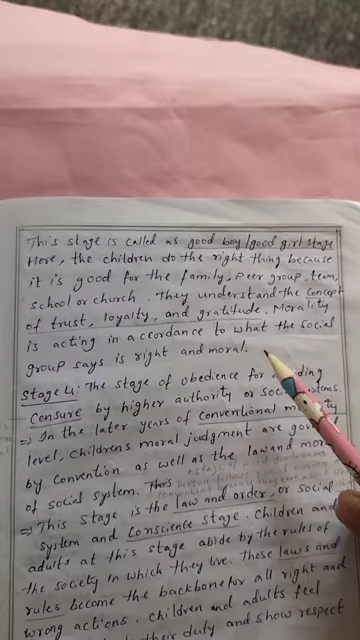 This stage is called as good boy/good girl stage
Here, the children do the right thing because
it is good for the family, peer group, team,
school or church. They understand the concept
of trust, loyalty, and gratitude. Morality
is acting in accordance to what the social
group says is right and moral.
Stage 4: The stage of obedience for
Censure by higher authority or social systems.
⇒ In the later years of conventional
level, childrens moral judgment are
by convention as well as the law and
of social system. This
⇒ This stage is the law and order, or social
system and Conscience stage. Children and
adults at this stage abide by the rules of
the society in which they live. These laws and
rules become the backbone for all right and
wrong actions. Children and adults feel
their duty and show respect